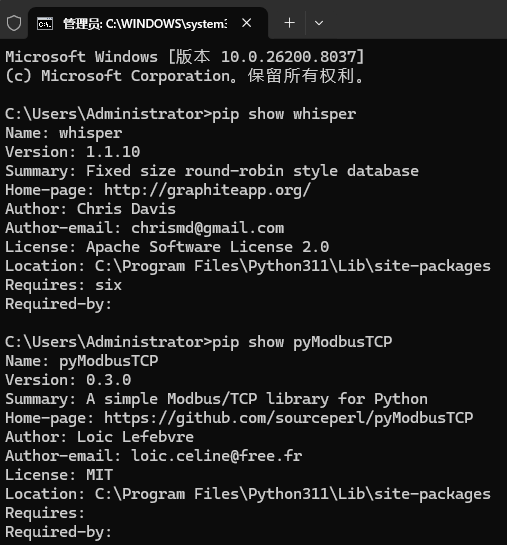 管理员: C:\WINDOWS\system3
Microsoft Windows [版本 10.0.26200.8037]
(c) Microsoft Corporation。保留所有权利。
C:\Users\Administrator>pip show whisper
Name: whisper
Version: 1.1.10
Summary: Fixed size round-robin style database
Home-page: http://graphiteapp.org/
Author: Chris Davis
Author-email: chrismd@gmail.com
License: Apache Software License 2.0
Location: C:\Program Files\Python311\Lib\site-packages
Requires: six
Required-by:
C:\Users\Administrator>pip show pyModbusTCP
Name: pyModbusTCP
Version: 0.3.0
Summary: A simple Modbus/TCP library for Python
Home-page: https://github.com/sourceperl/pyModbusTCP
Author: Loic Lefebvre
Author-email: loic.celine@free.fr
License: MIT
Location: C:\Program Files\Python311\Lib\site-packages
Requires:
Required-by: